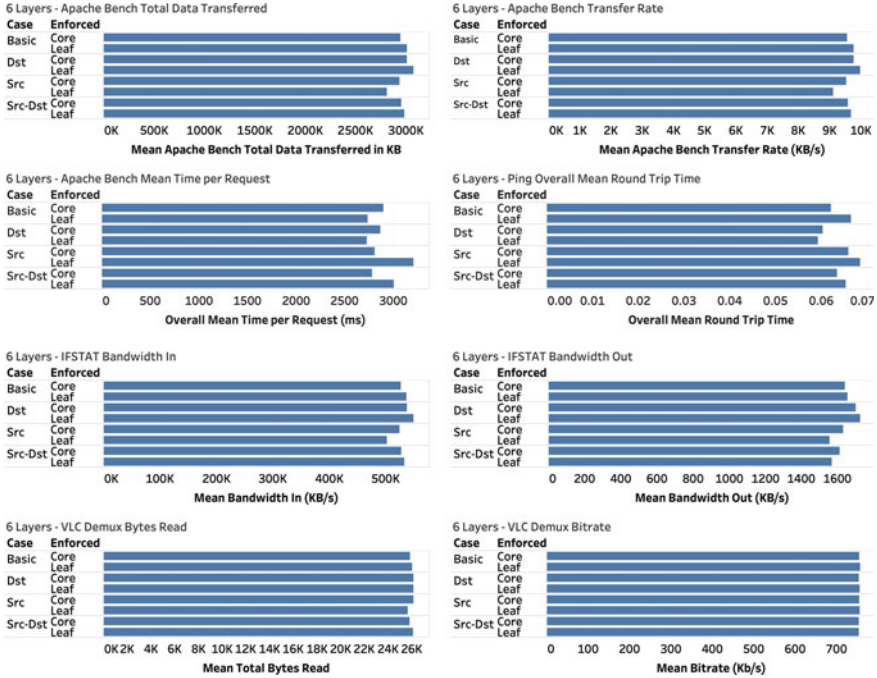 6 Layers - Apache Bench Total Data Transferred
Case Enforced
Basic Core
Leaf
Dst Core
Leaf
Src Core
Leaf
Src-Dst Core
Leaf
0K 500K 1000K 1500K 2000K 2500K 3000K
Mean Apache Bench Total Data Transferred in KB
6 Layers - Apache Bench Transfer Rate
Case Enforced
Basic Core
Leaf
Dst Core
Leaf
Src Core
Leaf
Src-Dst Core
Leaf
0K 1K 2K 3K 4K 5K 6K 7K 8K 9K 10K
Mean Apache Bench Transfer Rate (KB/s)
6 Layers - Apache Bench Mean Time per Request
Case Enforced
Basic Core
Leaf
Dst Core
Leaf
Src Core
Leaf
Src-Dst Core
Leaf
0 500 1000 1500 2000 2500 3000
Overall Mean Time per Request (ms)
6 Layers - Ping Overall Mean Round Trip Time
Case Enforced
Basic Core
Leaf
Dst Core
Leaf
Src Core
Leaf
Src-Dst Core
Leaf
0.00 0.01 0.02 0.03 0.04 0.05 0.06 0.07
Overall Mean Round Trip Time
6 Layers - IFSTAT Bandwidth In
Case Enforced
Basic Core
Leaf
Dst Core
Leaf
Src Core
Leaf
Src-Dst Core
Leaf
0K 100K 200K 300K 400K 500K
Mean Bandwidth In (KB/s)
6 Layers - IFSTAT Bandwidth Out
Case Enforced
Basic Core
Leaf
Dst Core
Leaf
Src Core
Leaf
Src-Dst Core
Leaf
0 200 400 600 800 1000 1200 1400 1600
Mean Bandwidth Out (KB/s)
6 Layers - VLC Demux Bytes Read
Case Enforced
Basic Core
Leaf
Dst Core
Leaf
Src Core
Leaf
Src-Dst Core
Leaf
0K 2K 4K 6K 8K 10K 12K 14K 16K 18K 20K 22K 24K 26K
Mean Total Bytes Read
6 Layers - VLC Demux Bitrate
Case Enforced
Basic Core
Leaf
Dst Core
Leaf
Src Core
Leaf
Src-Dst Core
Leaf
0 100 200 300 400 500 600 700
Mean Bitrate (Kb/s)